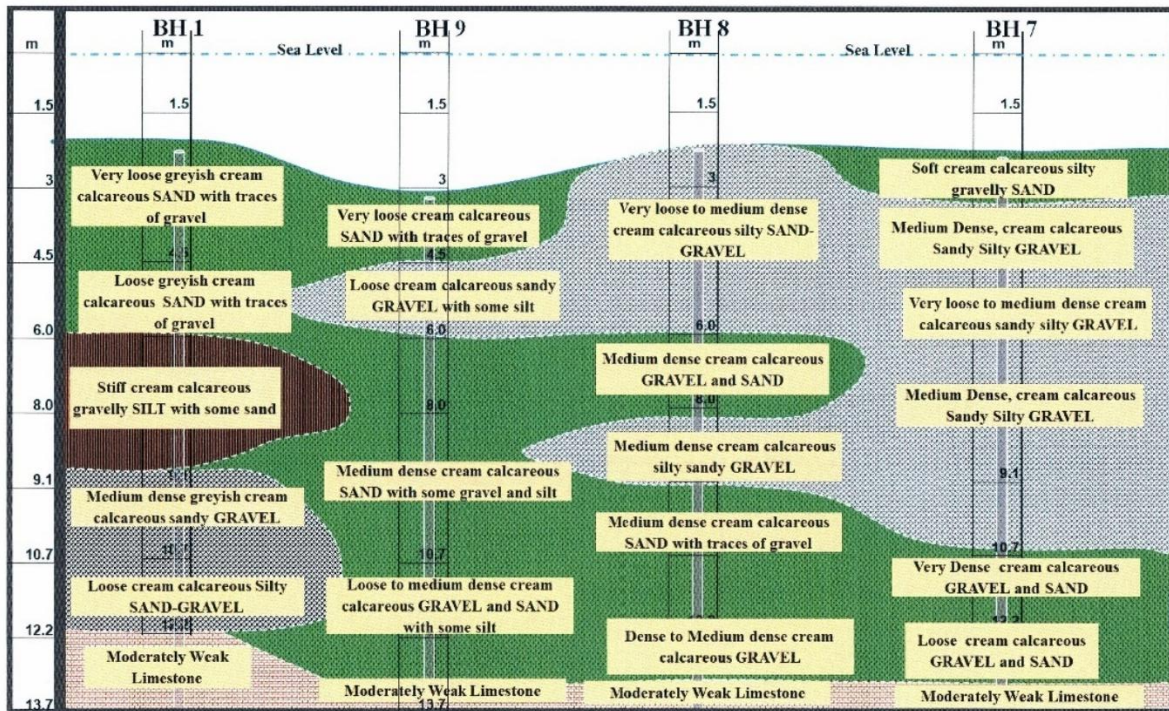 BH 1
BH 9
BH 8
BH 7
m
m
m
m
m
Sea Level
Sea Level
1.5
1.5
1.5
1.5
1.5
3
3
3
3
4.5
4.5
4.5
6.0
6.0
6.0
8.0
8.0
8.0
9.1
9.1
10.7
10.7
10.7
12.2
13.7
13.7
Very loose greyish cream
calcareous SAND with traces
of gravel
Loose greyish cream
calcareous SAND with traces
of gravel
Stiff cream calcareous
gravelly SILT with some sand
Medium dense greyish cream
calcareous sandy GRAVEL
Loose cream calcareous Silty
SAND-GRAVEL
Moderately Weak
Limestone
Very loose cream calcareous
SAND with traces of gravel
Loose cream calcareous sandy
GRAVEL with some silt
Medium dense cream calcareous
SAND with some gravel and silt
Loose to medium dense cream
calcareous GRAVEL and SAND
with some silt
Moderately Weak Limestone
Very loose to medium dense
cream calcareous silty SAND-
GRAVEL
Medium dense cream calcareous
GRAVEL and SAND
Medium dense cream calcareous
silty sandy GRAVEL
Medium dense cream calcareous
SAND with traces of gravel
Dense to Medium dense cream
calcareous GRAVEL
Moderately Weak Limestone
Soft cream calcareous silty
gravelly SAND
Medium Dense, cream calcareous
Sandy Silty GRAVEL
Very loose to medium dense cream
calcareous sandy silty GRAVEL
Medium Dense, cream calcareous
Sandy Silty GRAVEL
Very Dense cream calcareous
GRAVEL and SAND
Loose cream calcareous
GRAVEL and SAND
Moderately Weak Limestone